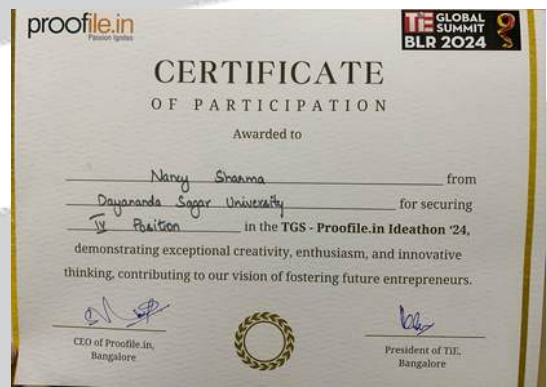 proofile.in
Passion Ignites
TiE GLOBAL
SUMMIT
BLR 2024
CERTIFICATE
OF PARTICIPATION
Awarded to
Nancy Sharma from
Dayananda Sagar University for securing
IV Position in the TGS - Proofile.in Ideathon '24,
demonstrating exceptional creativity, enthusiasm, and innovative
thinking, contributing to our vision of fostering future entrepreneurs.
CEO of Proofile.in,
Bangalore
President of TiE,
Bangalore